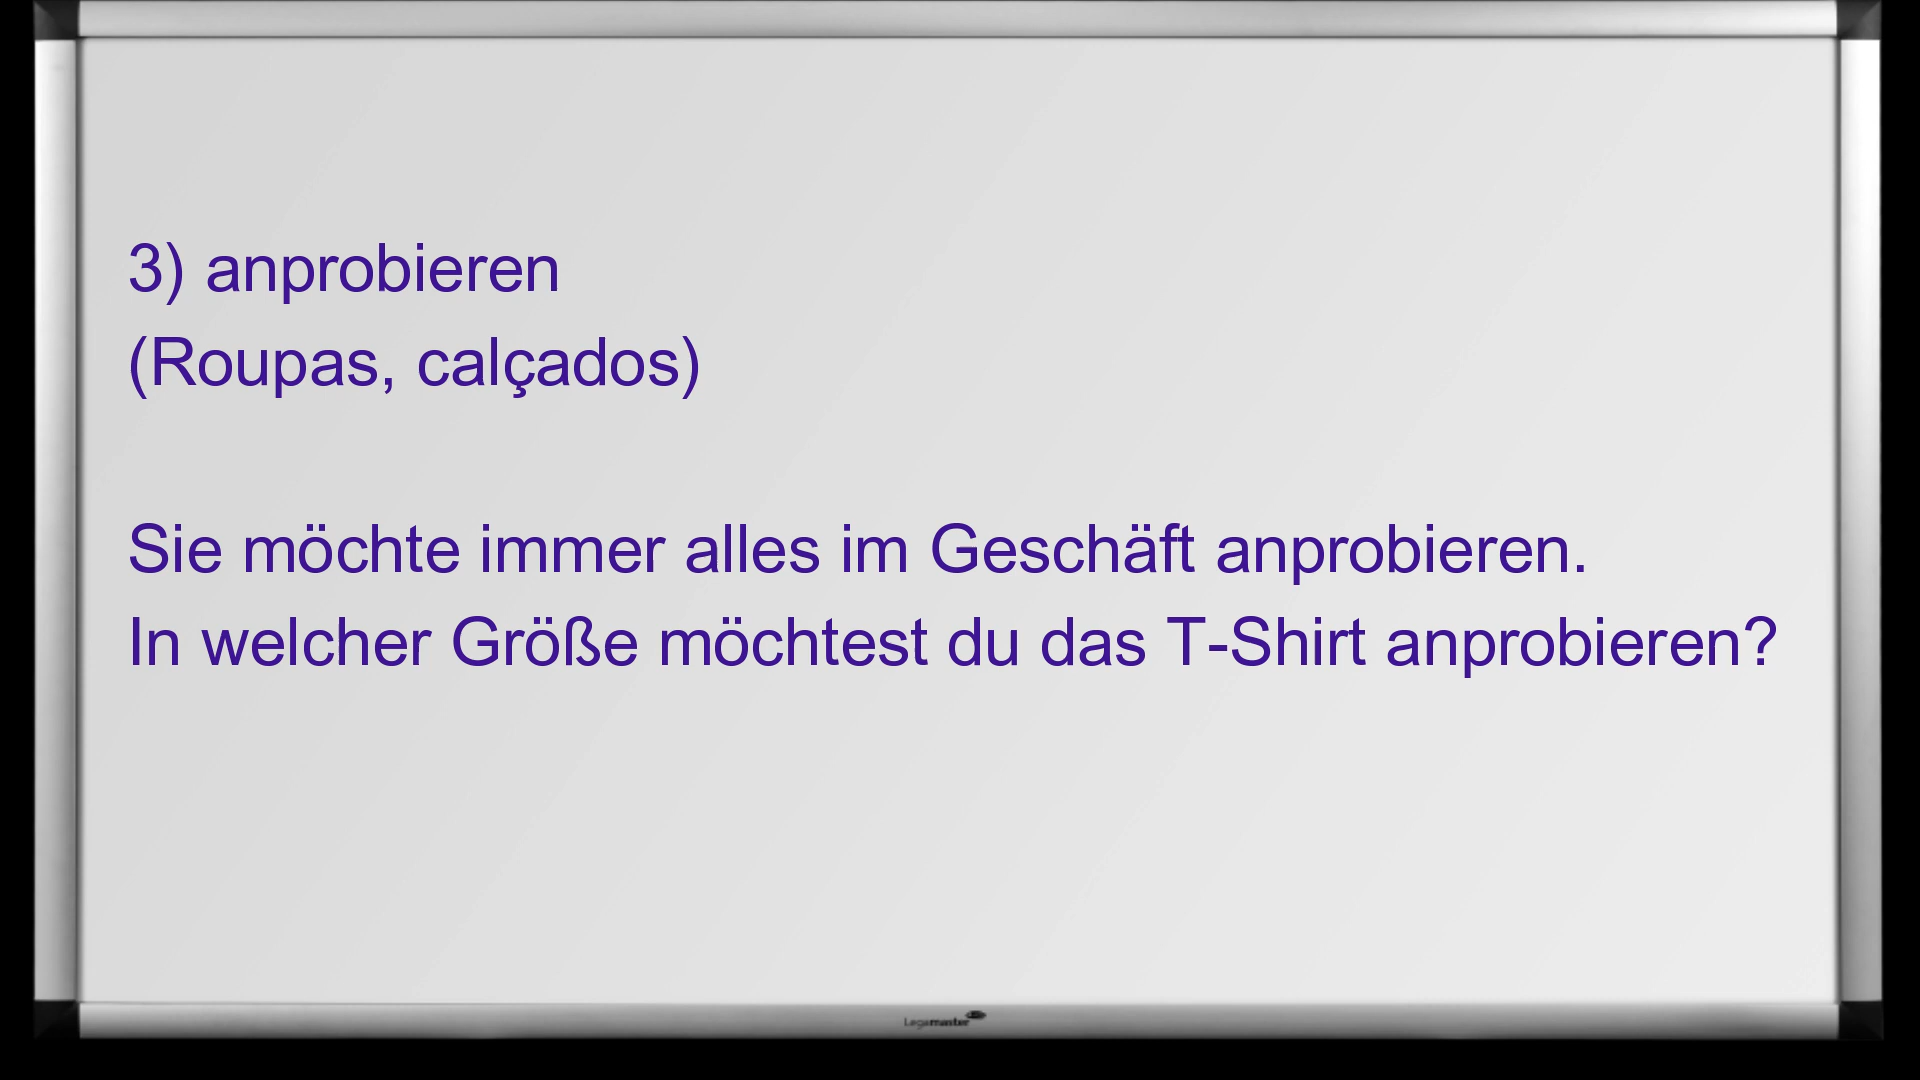 3) anprobieren
(Roupas, calçados)
Sie möchte immer alles im Geschäft anprobieren.
In welcher Größe möchtest du das T-Shirt anprobieren?
Legamaster